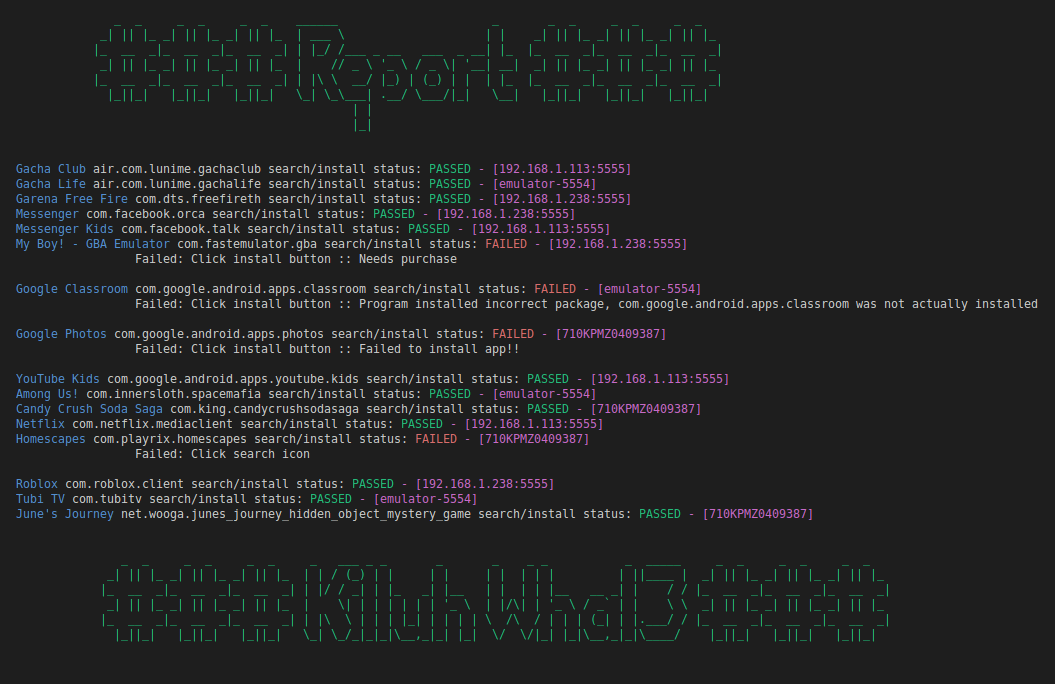 ### Report ###
Gacha Club air.com.lunime.gachaclub search/install status: PASSED - [192.168.1.113:5555]
Gacha Life air.com.lunime.gachalife search/install status: PASSED - [emulator-5554]
Garena Free Fire com.dts.freefireth search/install status: PASSED - [192.168.1.238:5555]
Messenger com.facebook.orca search/install status: PASSED - [192.168.1.238:5555]
Messenger Kids com.facebook.talk search/install status: PASSED - [192.168.1.113:5555]
My Boy! - GBA Emulator com.fastemulator.gba search/install status: FAILED - [192.168.1.238:5555]
Failed: Click install button :: Needs purchase
Google Classroom com.google.android.apps.classroom search/install status: FAILED - [emulator-5554]
Failed: Click install button :: Program installed incorrect package, com.google.android.apps.classroom was not actually installed
Google Photos com.google.android.apps.photos search/install status: FAILED - [710KPMZ0409387]
Failed: Click install button :: Failed to install app!!
YouTube Kids com.google.android.apps.youtube.kids search/install status: PASSED - [192.168.1.113:5555]
Among Us! com.innersloth.spacemafia search/install status: PASSED - [emulator-5554]
Candy Crush Soda Saga com.king.candycrushsodasaga search/install status: PASSED - [710KPMZ0409387]
Netflix com.netflix.mediaclient search/install status: PASSED - [192.168.1.113:5555]
Homescapes com.playrix.homescapes search/install status: FAILED - [710KPMZ0409387]
Failed: Click search icon
Roblox com.roblox.client search/install status: PASSED - [192.168.1.238:5555]
Tubi TV com.tubitv search/install status: PASSED - [emulator-5554]
June's Journey net.wooga.junes_journey_hidden_object_mystery_game search/install status: PASSED - [710KPMZ0409387]
### ###